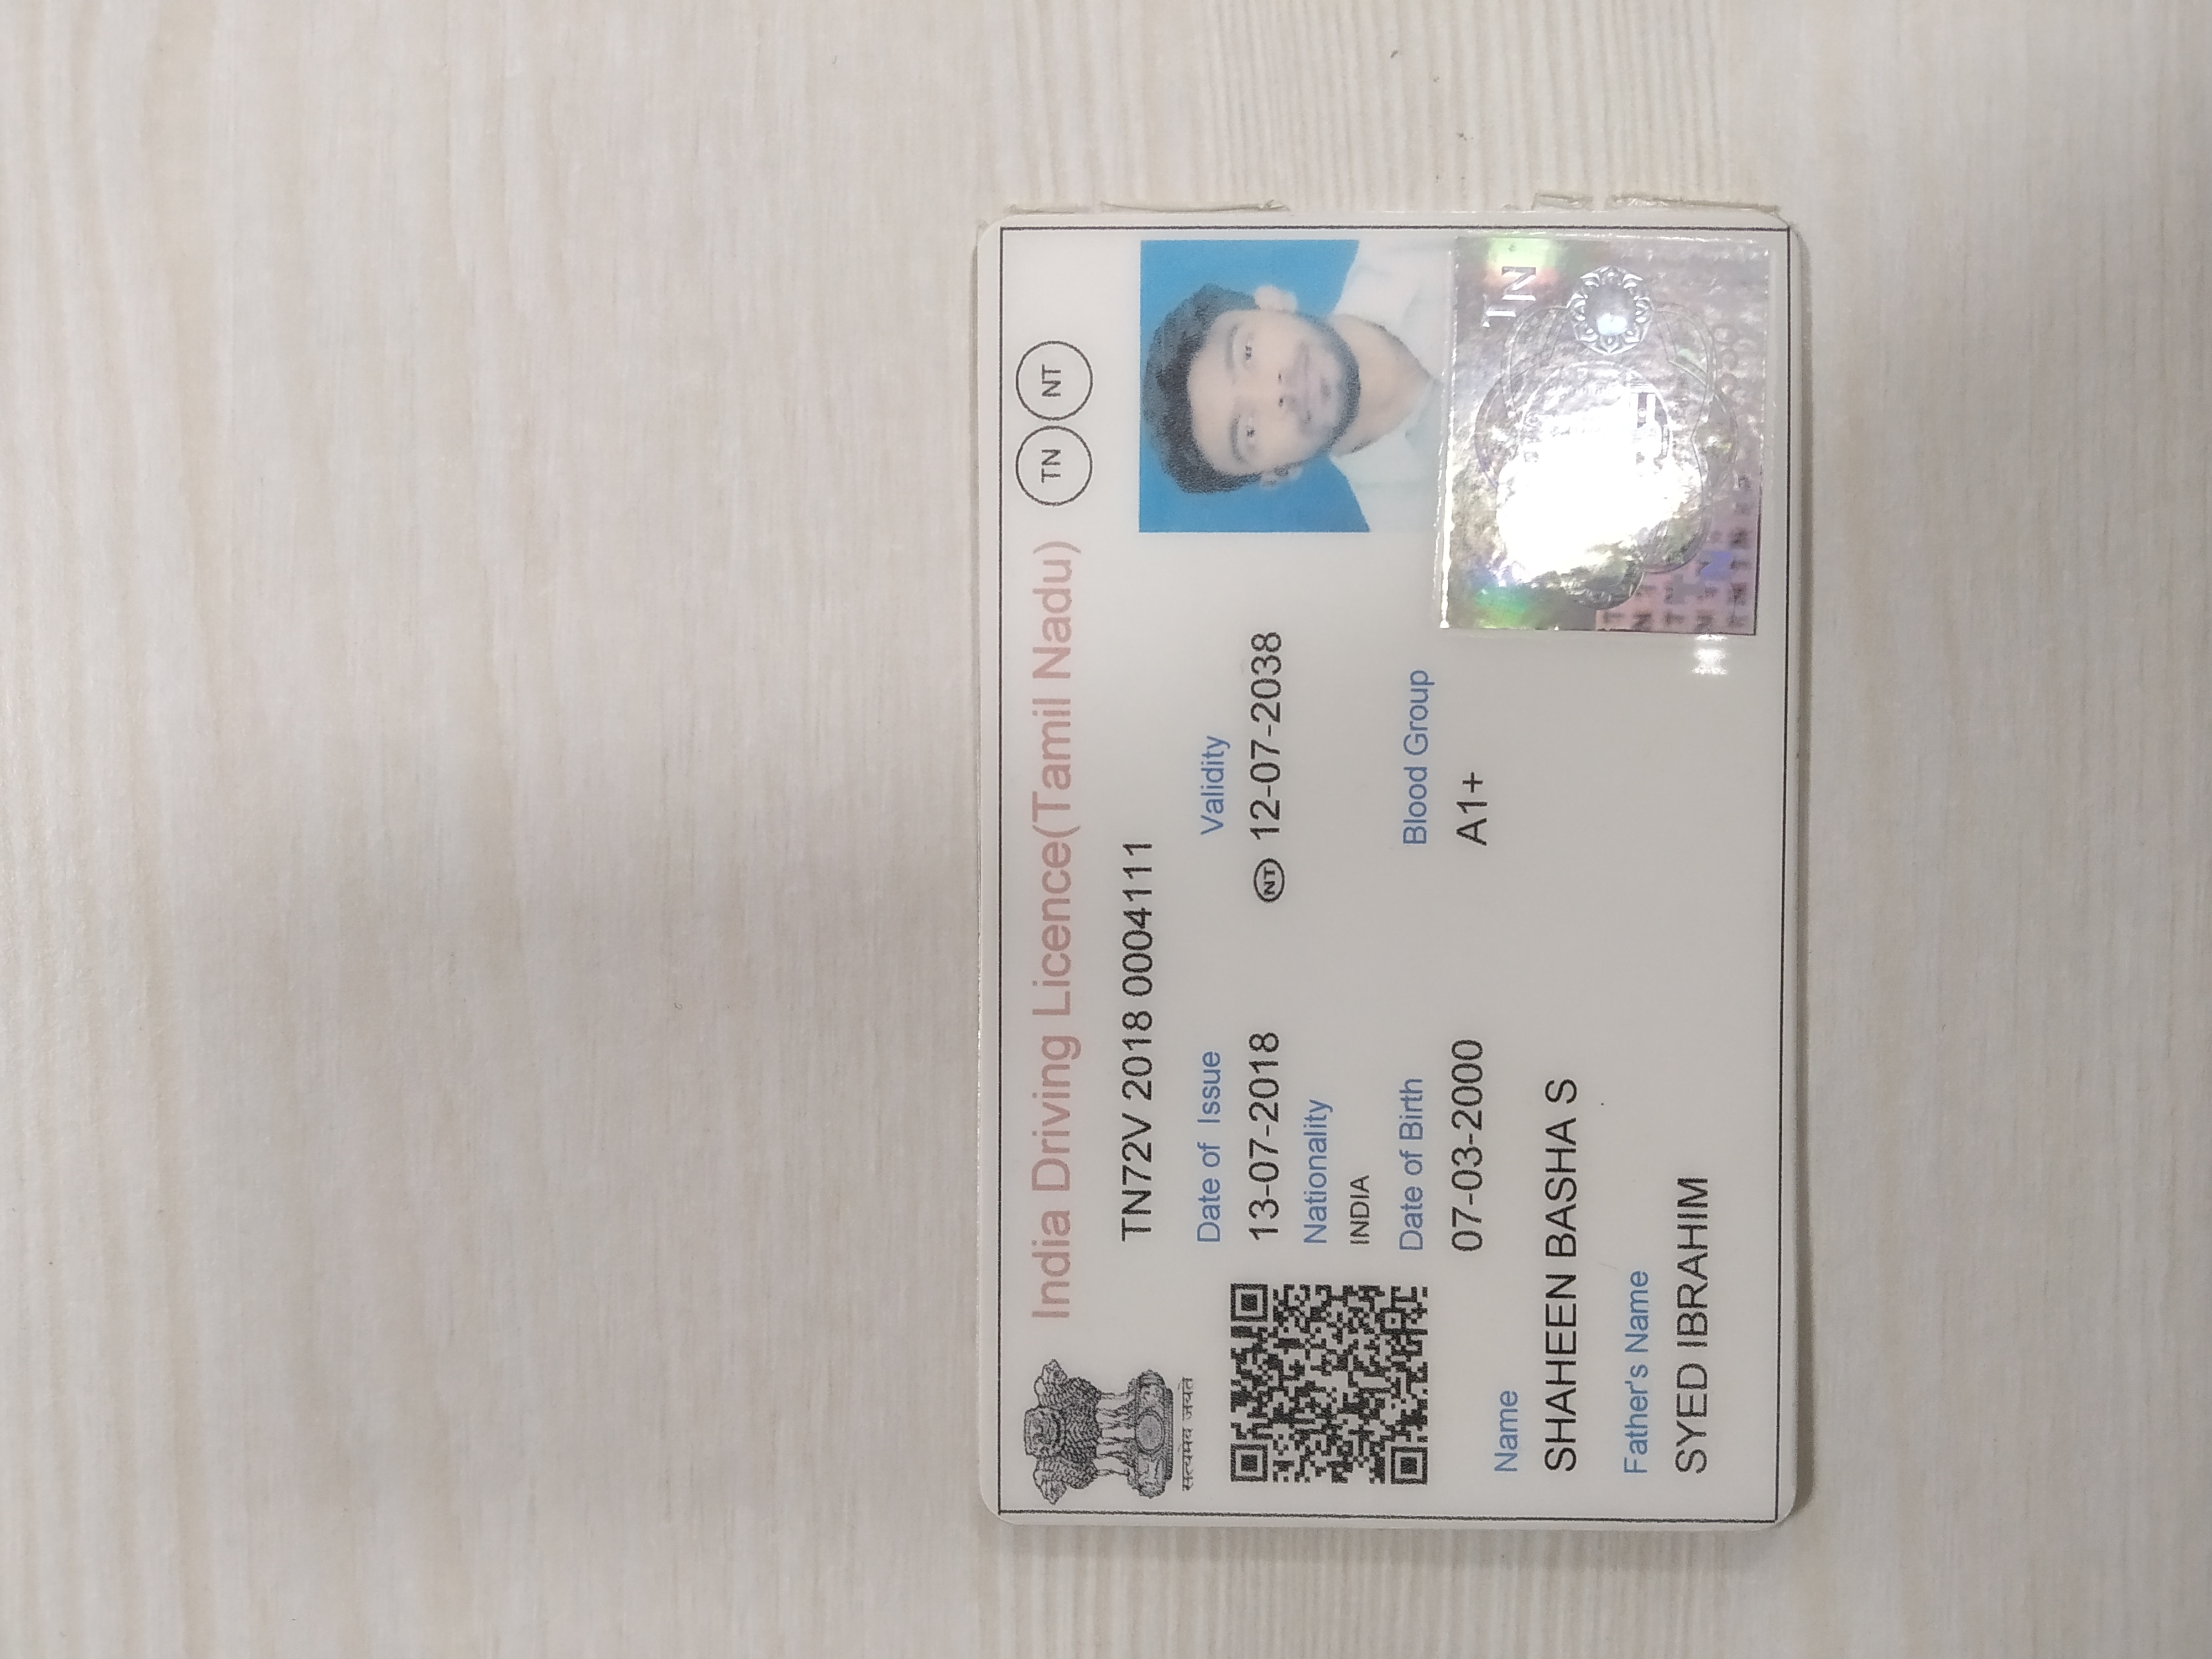 India Driving Licence(Tamil Nadu) TN NT
सत्यमेव जयते
TN72V 2018 0004111
Date of Issue Validity
13-07-2018 NT 12-07-2038
Nationality
INDIA
Date of Birth Blood Group
07-03-2000 A1+
Name
SHAHEEN BASHA S
Father's Name
SYED IBRAHIM
TN